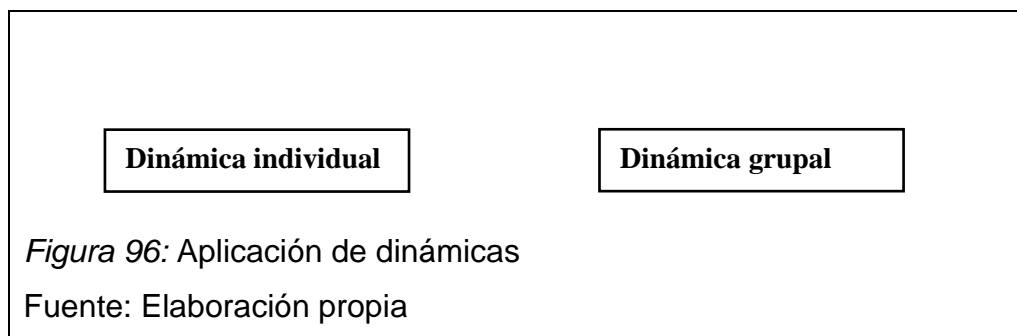 Dinámica individual
Dinámica grupal
Figura 96: Aplicación de dinámicas
Fuente: Elaboración propia